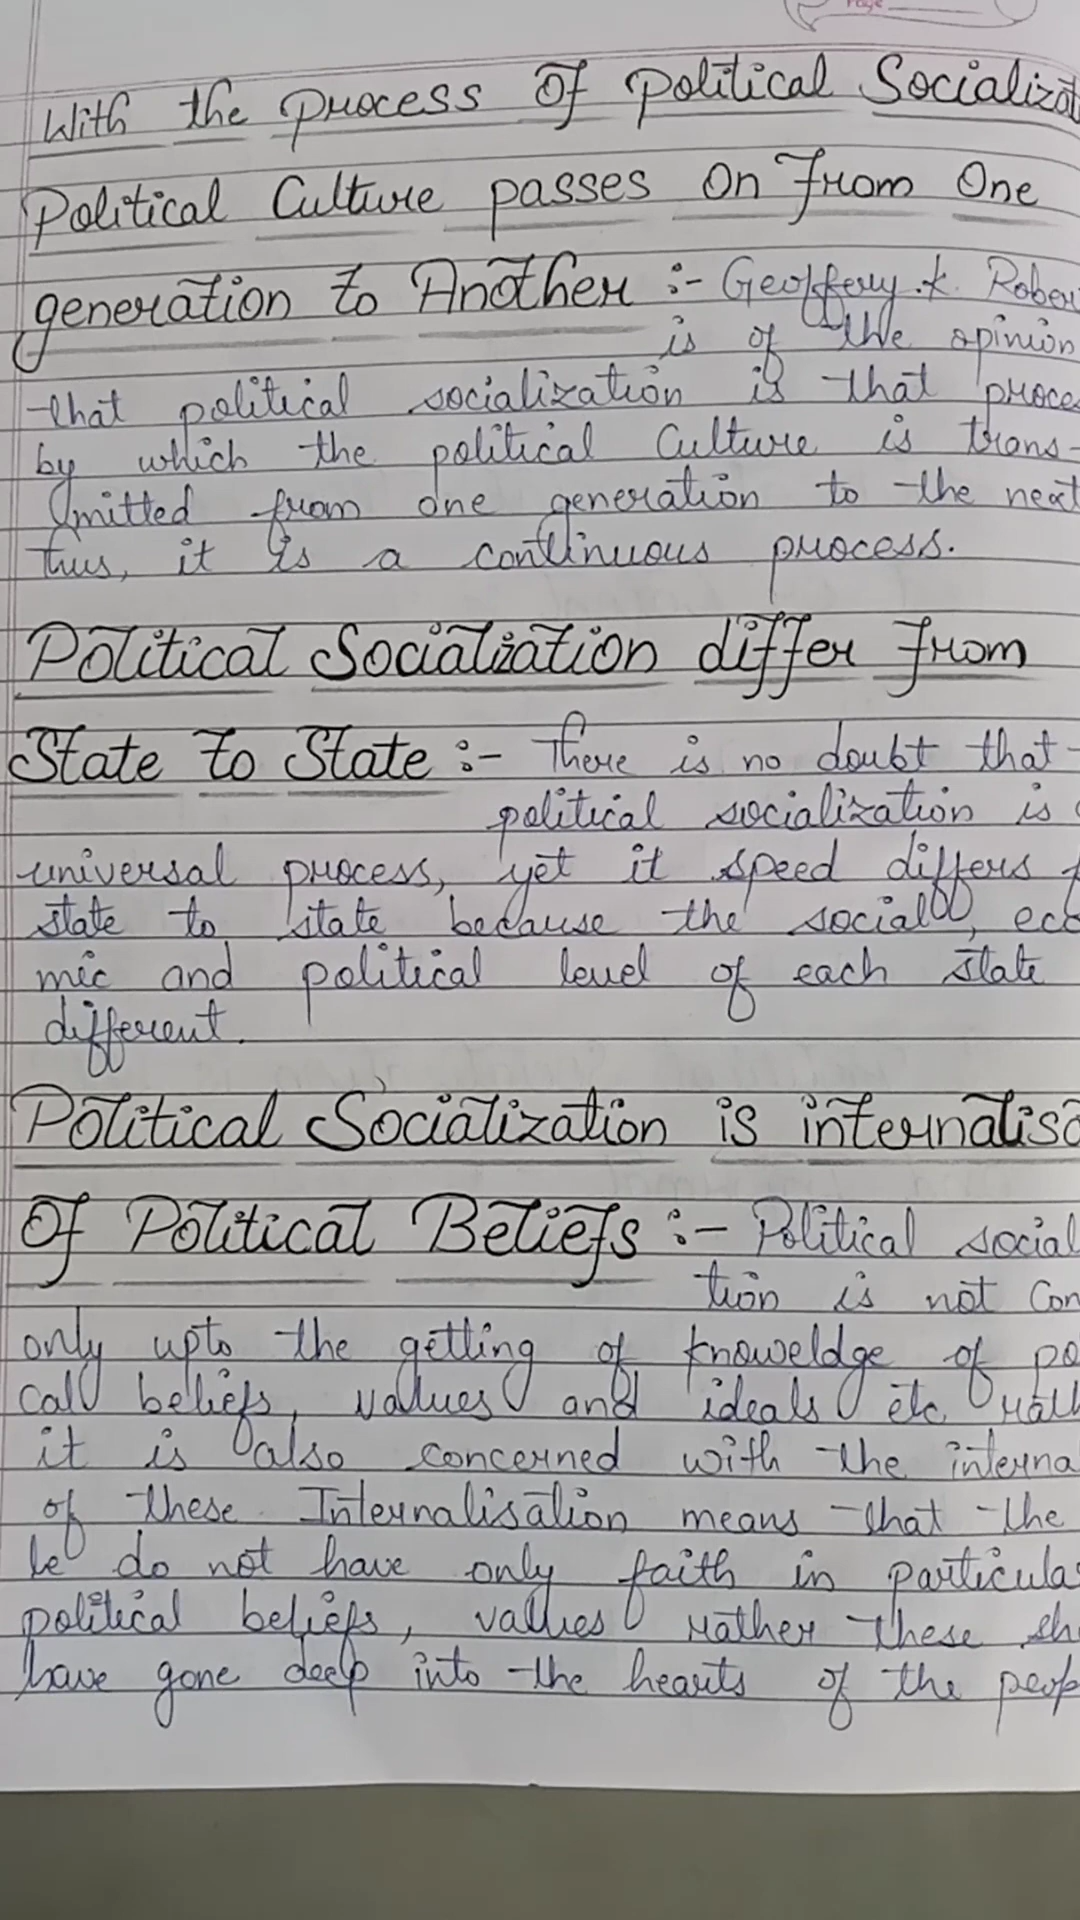 Page
With the process Of political Socializat
Political Culture passes On from One
generation to Another :- Geoffery. k. Rober
is of the opinion
that political socialization is that proce
by which the political Culture is trans-
mitted from one generation to the next
thus, it is a continuous process.
Political Socialization differ from
State to State :- There is no doubt that
political socialization is
universal process, yet it speed differs f
state to state because the social, eco
mic and political level of each state
different.
Political Socialization is internalisa
Of Political Beliefs :- Political social
tion is not Con
only upto the getting of knoweldge of po
cal beliefs, values and ideals etc. rath
it is also concerned with the interna
of these. Internalisation means that the
le do not have only faith in particular
political beliefs, values rather these sh
have gone deep into the hearts of the peop